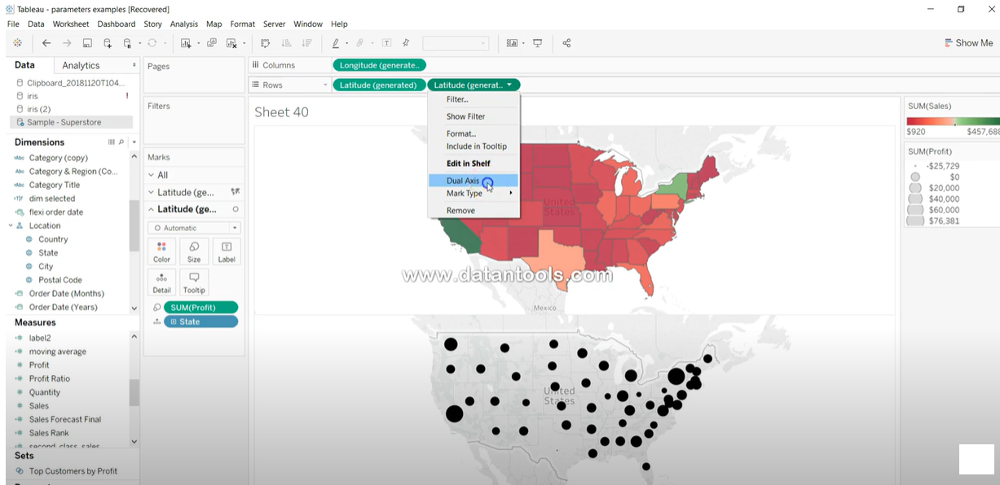 Tableau - parameters examples [Recovered]
File Data Worksheet Dashboard Story Analysis Map Format Server Window Help
Show Me
Data Analytics
Clipboard_20181120T104...
iris !
iris (2)
Sample - Superstore
Dimensions
Abc Category (copy)
Abc Category & Region (Co...
Abc Category Title
dim selected
flexi order date
Location
Country
State
City
Postal Code
Order Date (Months)
Order Date (Years)
Measures
label2
moving average
Profit
Profit Ratio
Quantity
Sales
Sales Forecast Final
Sales Rank
second_class_sales
Sets
Top Customers by Profit
Pages
Filters
Marks
All
Latitude (ge...
Latitude (ge...
Automatic
Color Size Label
Detail Tooltip
SUM(Profit)
State
Columns Longitude (generate..
Rows Latitude (generated) Latitude (generat..
Sheet 40
Filter...
Show Filter
Format...
Include in Tooltip
Edit in Shelf
Dual Axis
Mark Type
Remove
United
States
Mexico
www.datantools.com
United
States
SUM(Sales)
$920 $457,688
SUM(Profit)
-$25,729
$0
$20,000
$40,000
$60,000
$76,381